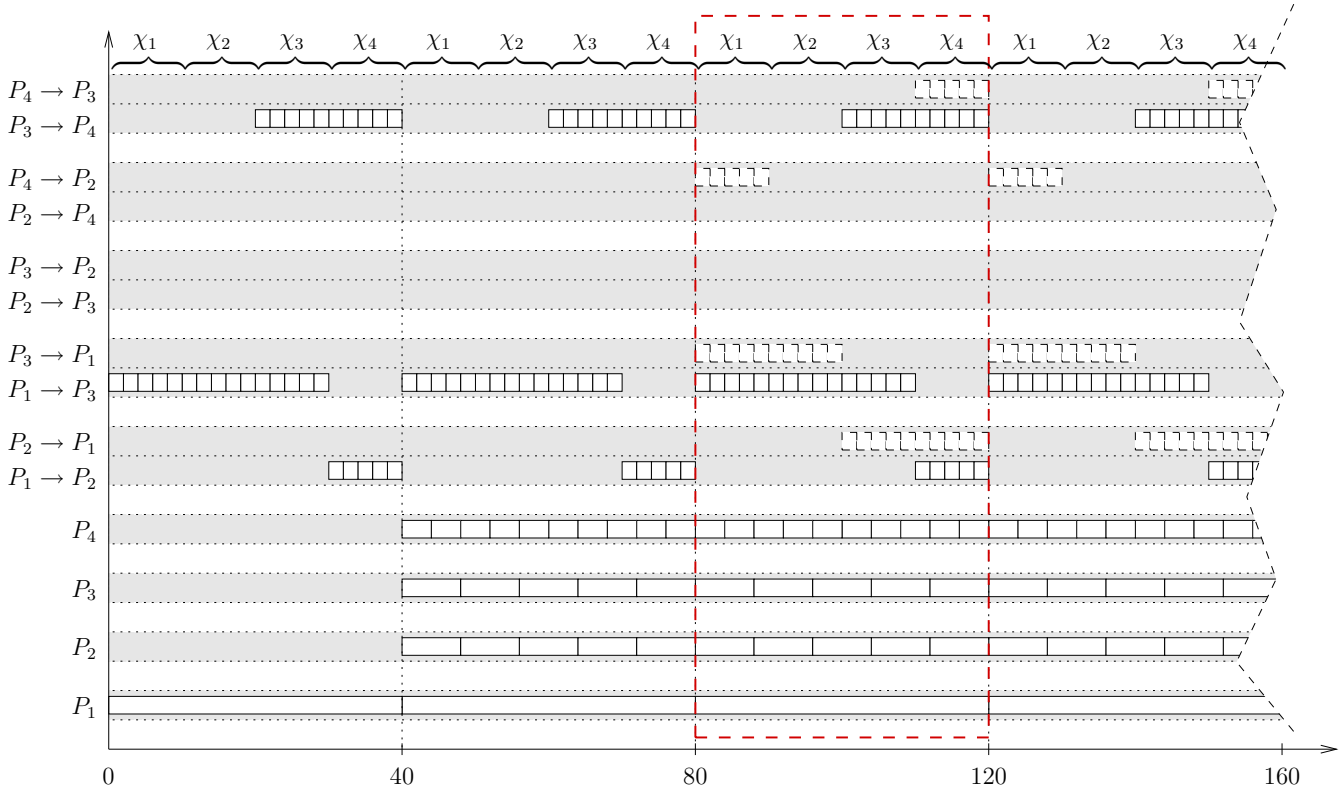 χ1 χ2 χ3 χ4 χ1 χ2 χ3 χ4 χ1 χ2 χ3 χ4 χ1 χ2 χ3 χ4
P4 → P3
P3 → P4
P4 → P2
P2 → P4
P3 → P2
P2 → P3
P3 → P1
P1 → P3
P2 → P1
P1 → P2
P4
P3
P2
P1
0 40 80 120 160